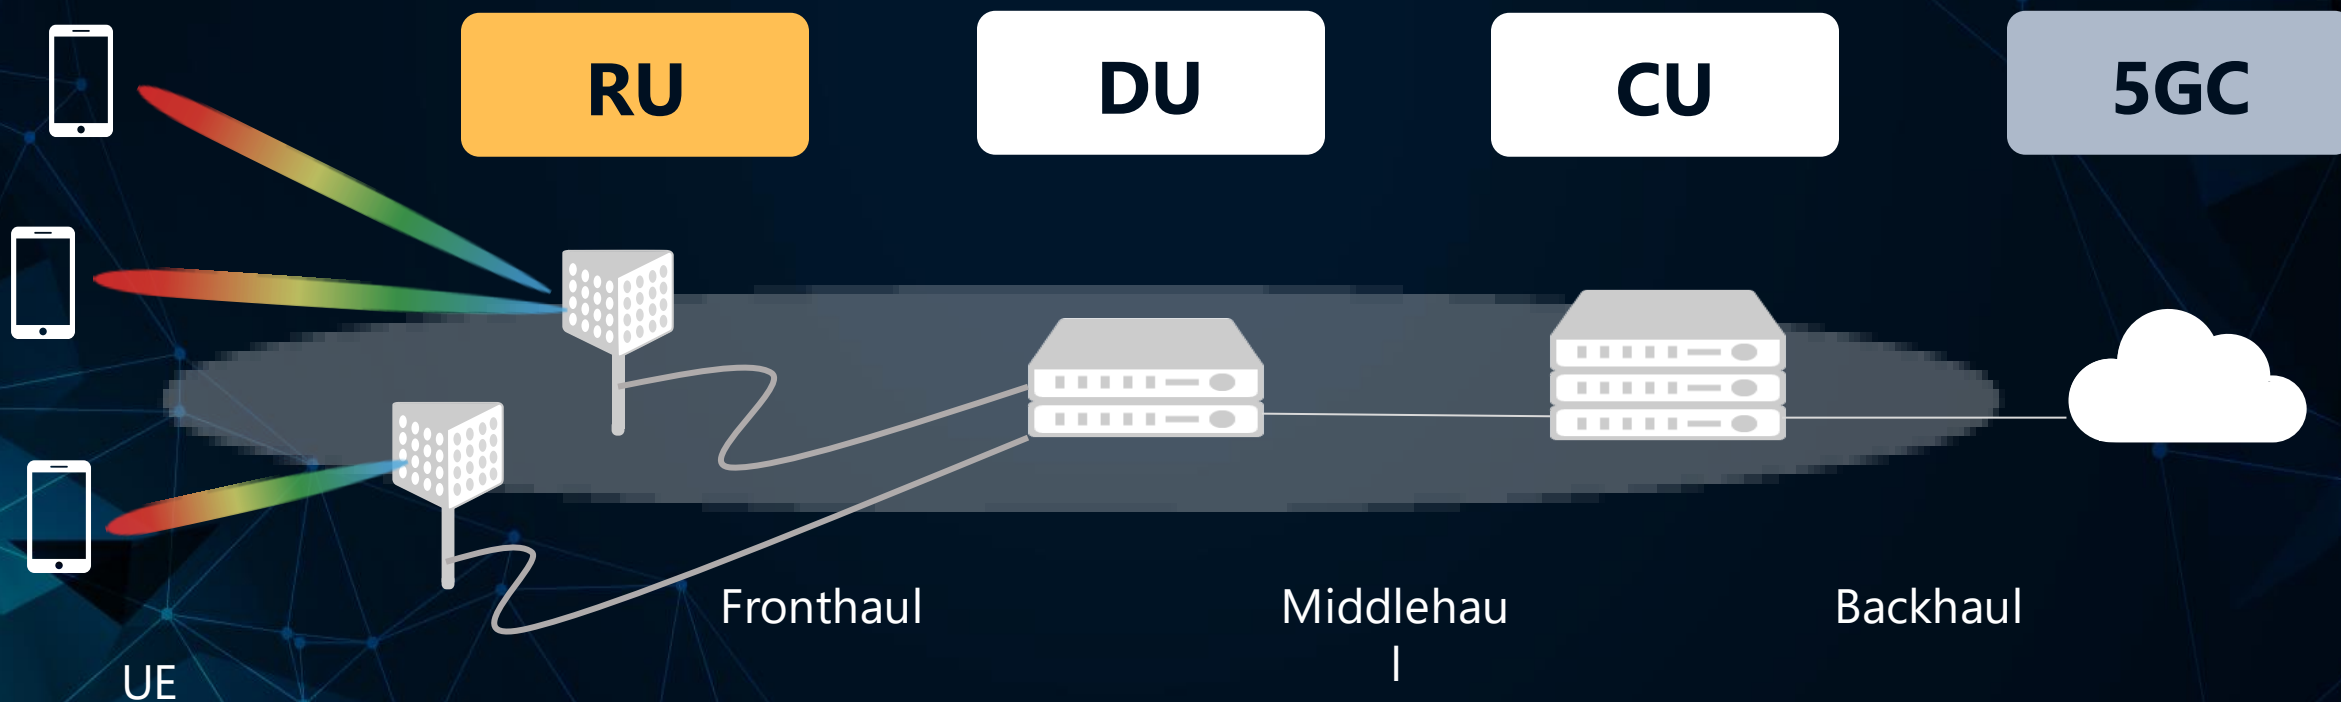 RU
DU
CU
5GC
Fronthaul
Middlehau
l
Backhaul
UE